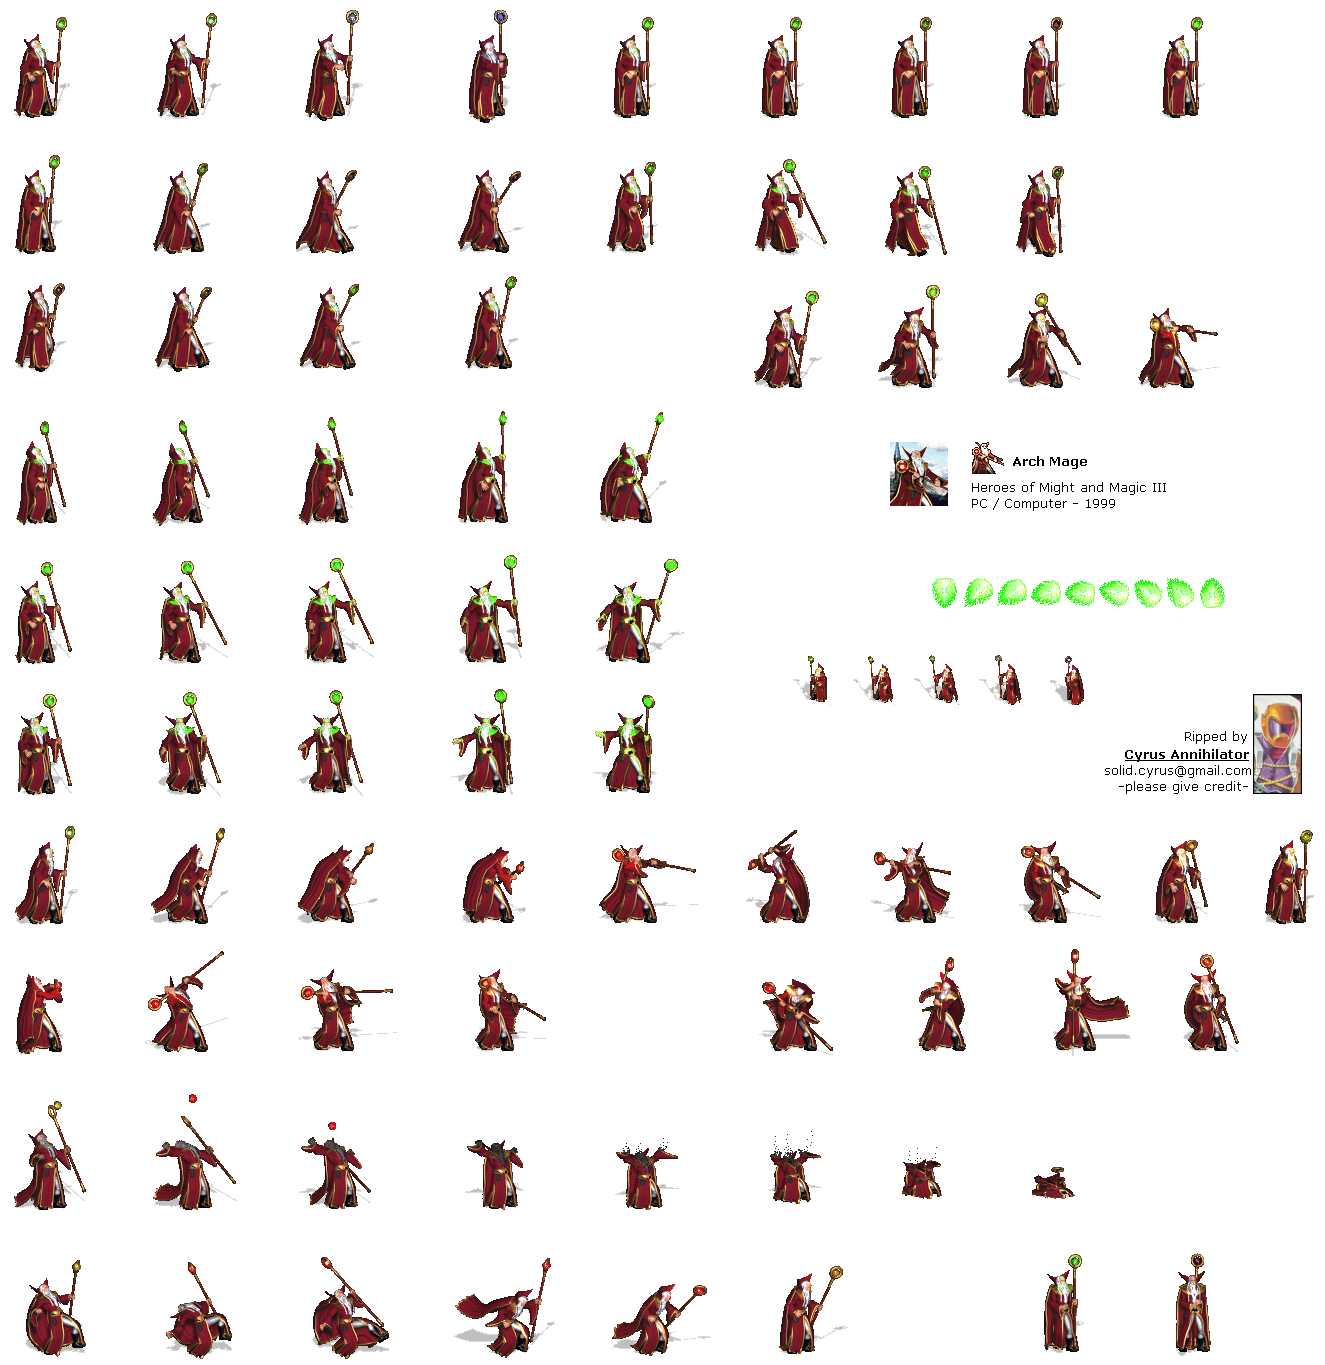 Arch Mage
Heroes of Might and Magic III
PC / Computer - 1999
Ripped by
Cyrus Annihilator
solid.cyrus@gmail.com
-please give credit-